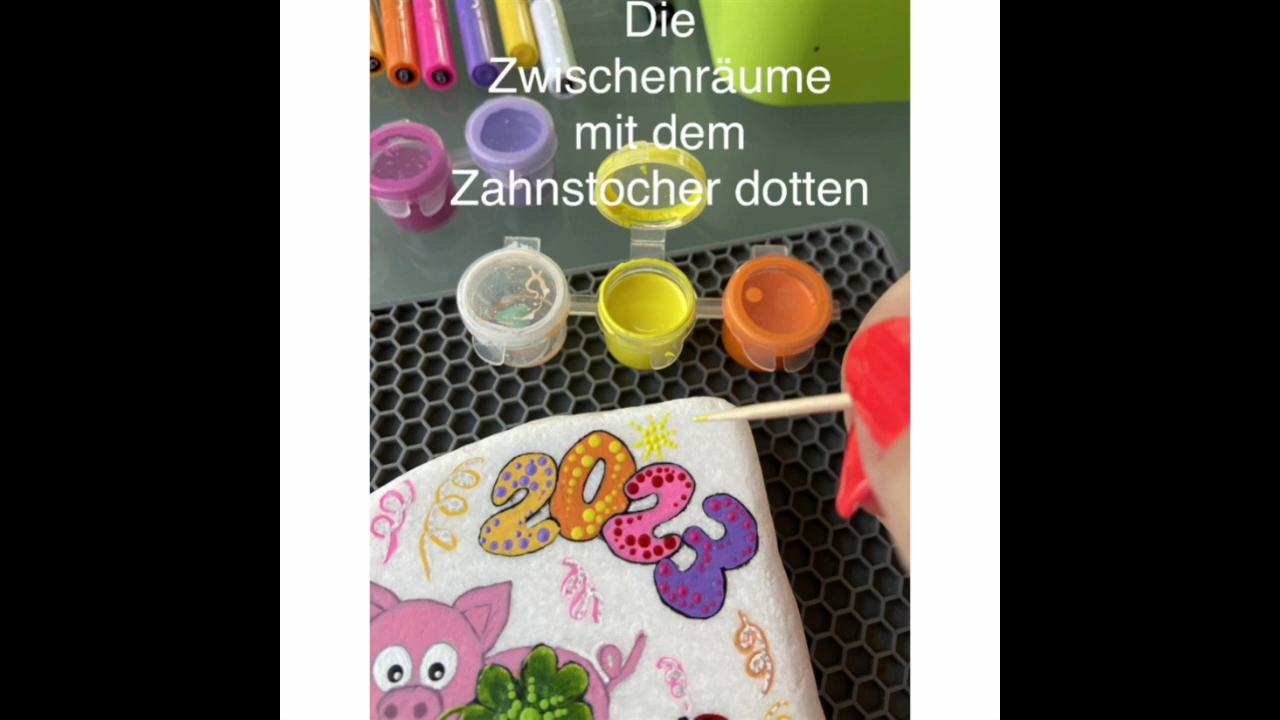 Die
Zwischenräume
mit dem
Zahnstocher dotten
2023